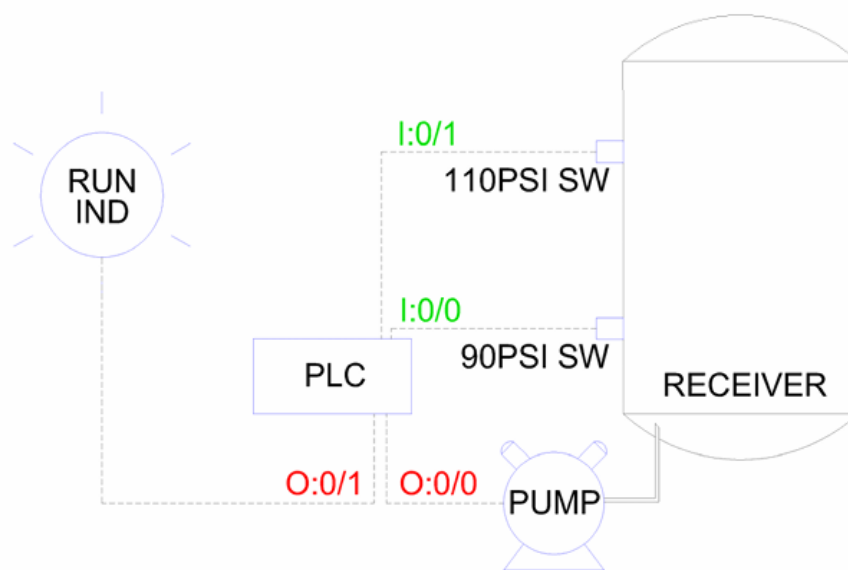 I:0/1
RUN
IND
110PSI SW
I:0/0
90PSI SW
PLC
RECEIVER
O:0/1
O:0/0
PUMP